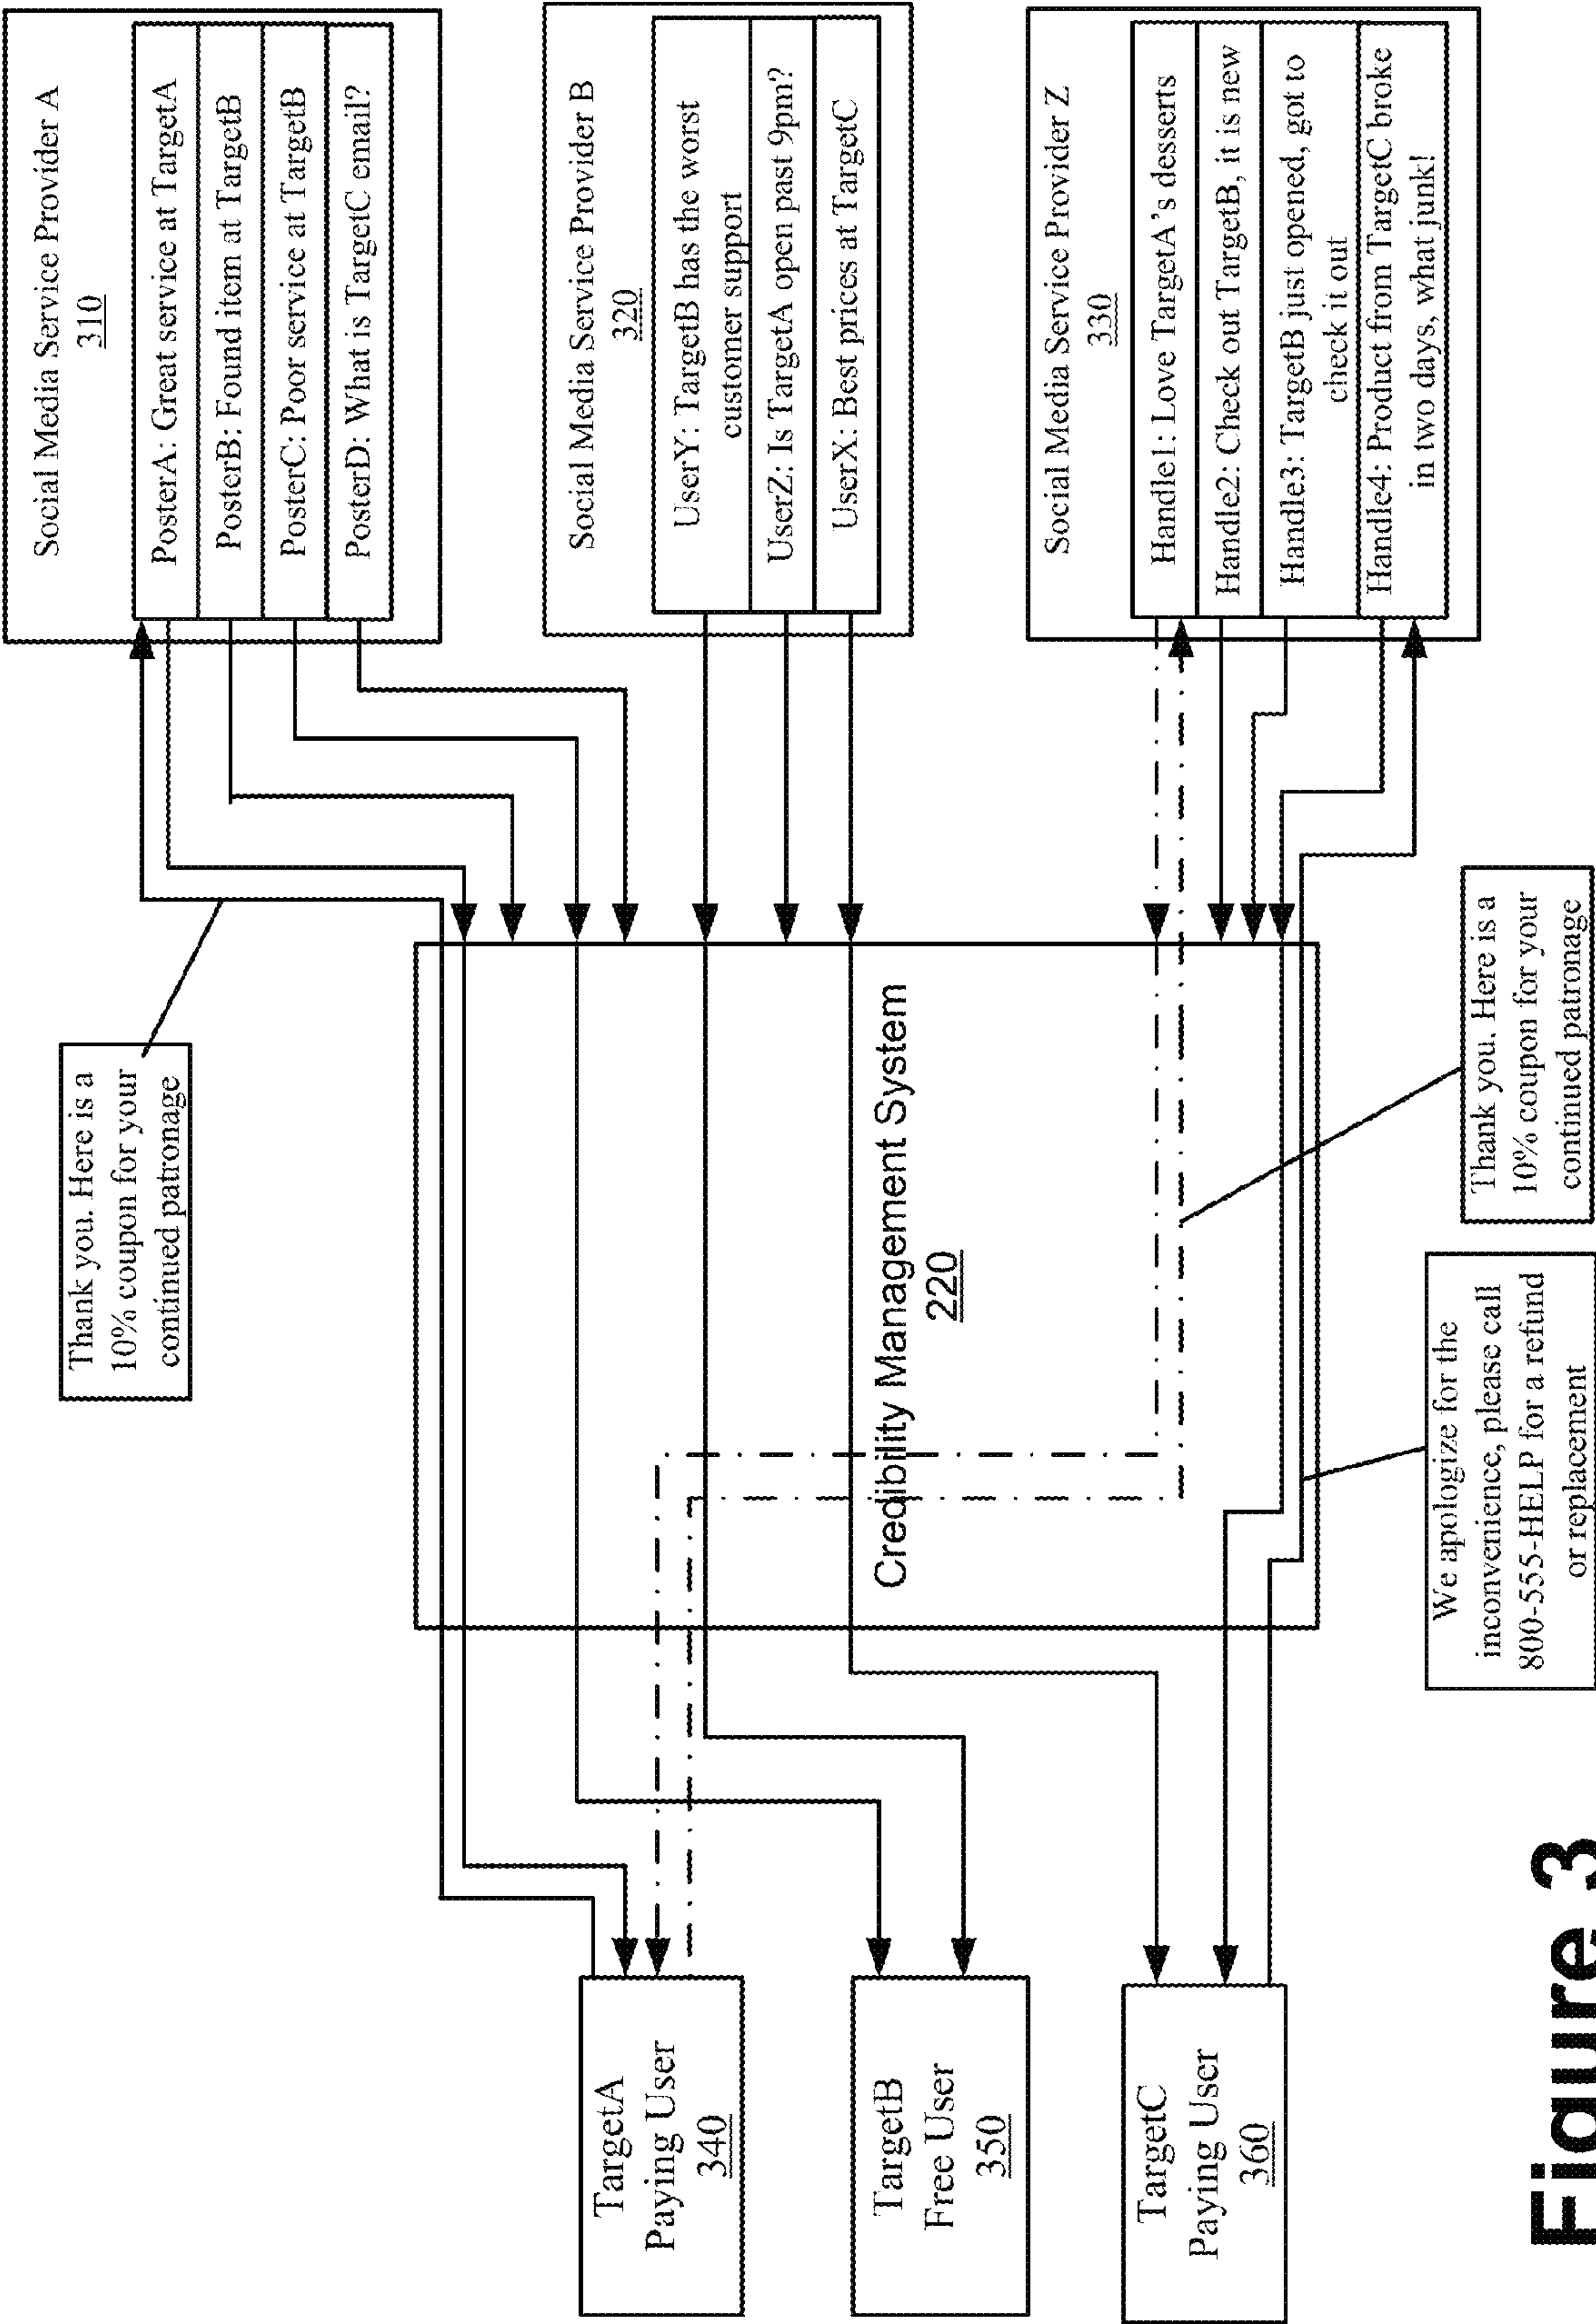 Social Media Service Provider A
310
PosterA: Great service at TargetA
PosterB: Found item at TargetB
PosterC: Poor service at TargetB
PosterD: What is TargetC email?
Social Media Service Provider B
320
UserY: TargetB has the worst
customer support
UserZ: Is TargetA open past 9pm?
UserX: Best prices at TargetC
Social Media Service Provider Z
330
Handle1: Love TargetA's desserts
Handle2: Check out TargetB, it is new
Handle3: TargetB just opened, got to
check it out
Handle4: Product from TargetC broke
in two days, what junk!
Thank you. Here is a
10% coupon for your
continued patronage
Credibility Management System
220
Thank you. Here is a
10% coupon for your
continued patronage
We apologize for the
inconvenience, please call
800-555-HELP for a refund
or replacement
TargetA
Paying User
340
TargetB
Free User
350
TargetC
Paying User
360
Figure 3